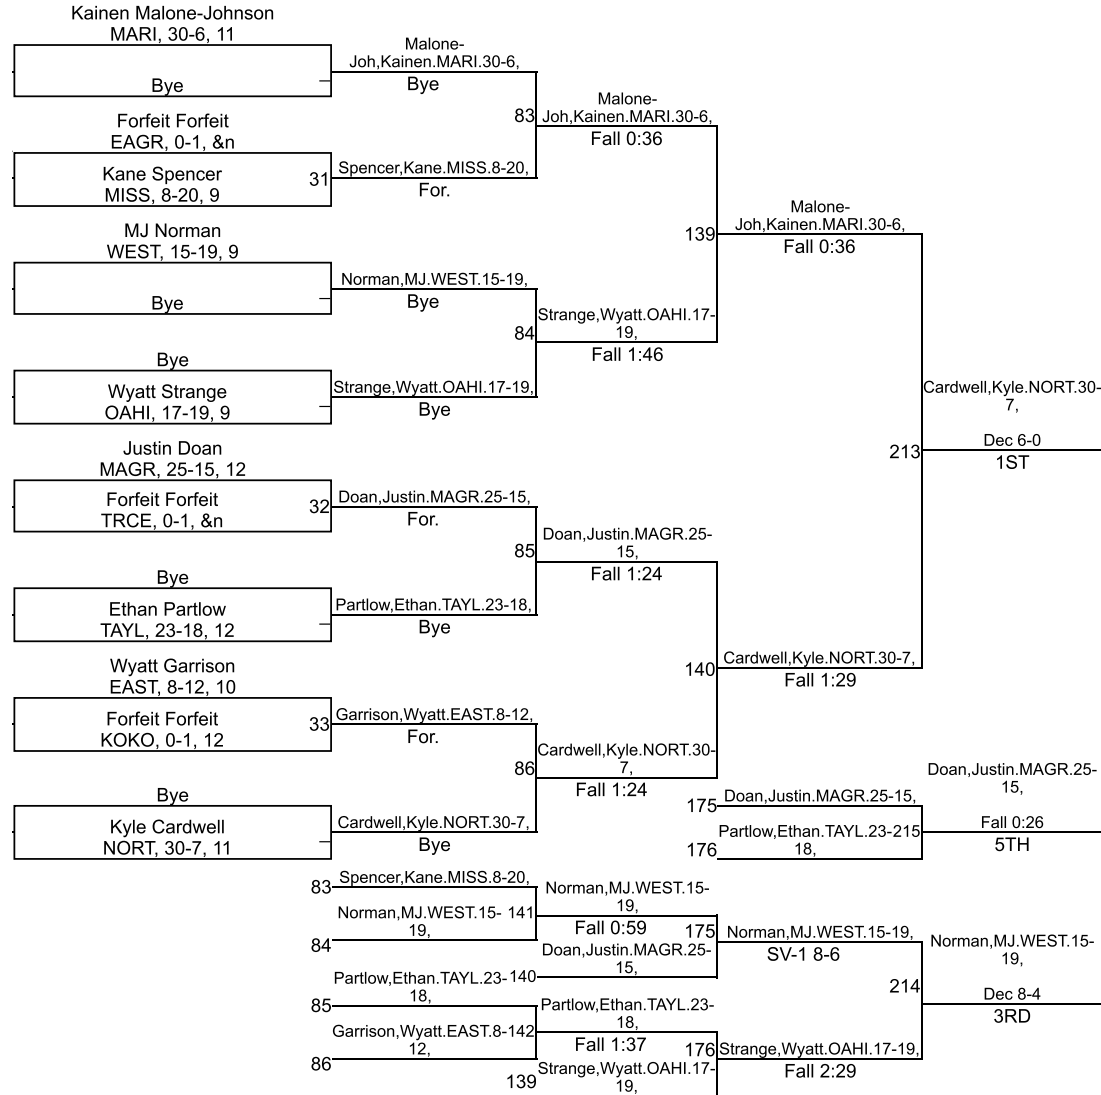 Kainen Malone-Johnson
MARI, 30-6, 11
Bye
_
Malone-
Joh,Kainen.MARI.30-6,
Bye
83
Forfeit Forfeit
EAGR, 0-1, &n
Kane Spencer
MISS, 8-20, 9
31
Spencer,Kane.MISS.8-20,
For.
Malone-
Joh,Kainen.MARI.30-6,
Fall 0:36
MJ Norman
WEST, 15-19, 9
Bye
_
Norman,MJ.WEST.15-19,
Bye
84
Bye
Wyatt Strange
OAHI, 17-19, 9
_
Strange,Wyatt.OAHI.17-19,
Bye
Strange,Wyatt.OAHI.17-
19,
Fall 1:46
139
Malone-
Joh,Kainen.MARI.30-6,
Fall 0:36
Justin Doan
MAGR, 25-15, 12
Forfeit Forfeit
TRCE, 0-1, &n
32
Doan,Justin.MAGR.25-15,
For.
85
Bye
Ethan Partlow
TAYL, 23-18, 12
_
Partlow,Ethan.TAYL.23-18,
Bye
Doan,Justin.MAGR.25-
15,
Fall 1:24
Wyatt Garrison
EAST, 8-12, 10
Forfeit Forfeit
KOKO, 0-1, 12
33
Garrison,Wyatt.EAST.8-12,
For.
86
Bye
Kyle Cardwell
NORT, 30-7, 11
_
Cardwell,Kyle.NORT.30-7,
Bye
Cardwell,Kyle.NORT.30-
7,
Fall 1:24
140
Cardwell,Kyle.NORT.30-7,
Fall 1:29
213
Cardwell,Kyle.NORT.30-
7,
Dec 6-0
1ST
175
Doan,Justin.MAGR.25-15,
176
Partlow,Ethan.TAYL.23-
18,
215
Doan,Justin.MAGR.25-
15,
Fall 0:26
5TH
83
Spencer,Kane.MISS.8-20,
84
Norman,MJ.WEST.15-
19,
141
Norman,MJ.WEST.15-
19,
Fall 0:59
140
Doan,Justin.MAGR.25-
15,
175
Norman,MJ.WEST.15-19,
SV-1 8-6
85
Partlow,Ethan.TAYL.23-
18,
86
Garrison,Wyatt.EAST.8-
12,
142
Partlow,Ethan.TAYL.23-
18,
Fall 1:37
139
Strange,Wyatt.OAHI.17-
19,
176
Strange,Wyatt.OAHI.17-19,
Fall 2:29
214
Norman,MJ.WEST.15-
19,
Dec 8-4
3RD